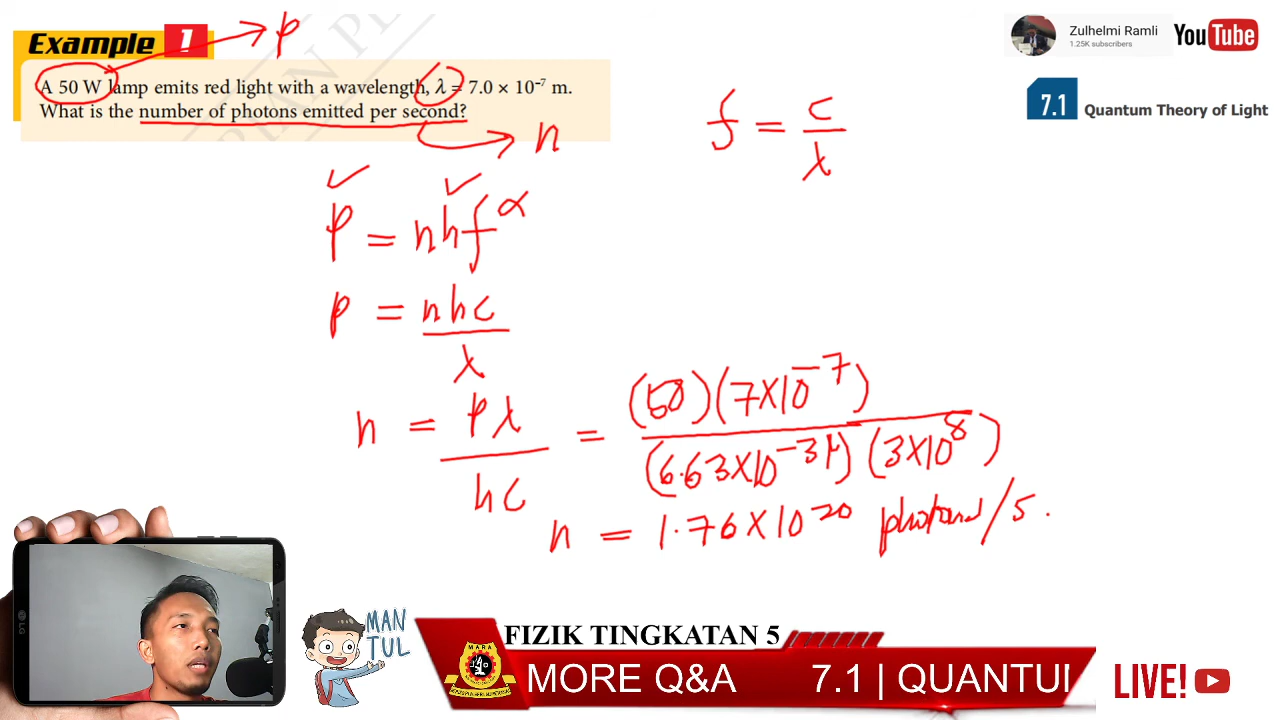 Example 1
A 50 W lamp emits red light with a wavelength, λ = 7.0 × 10⁻⁷ m.
What is the number of photons emitted per second?
p
n
Zulhelmi Ramli
1.25K subscribers
YouTube
7.1 Quantum Theory of Light
f = c/λ
P = nhf
P = nhc/λ
n = Pλ/hc = (50)(7×10⁻⁷)/(6.63×10⁻³⁴)(3×10⁸)
n = 1.76×10²⁰ photons/s.
LG
MAN
TUL
MARA
FIZIK TINGKATAN 5
MORE Q&A 7.1 | QUANTUI
LIVE!